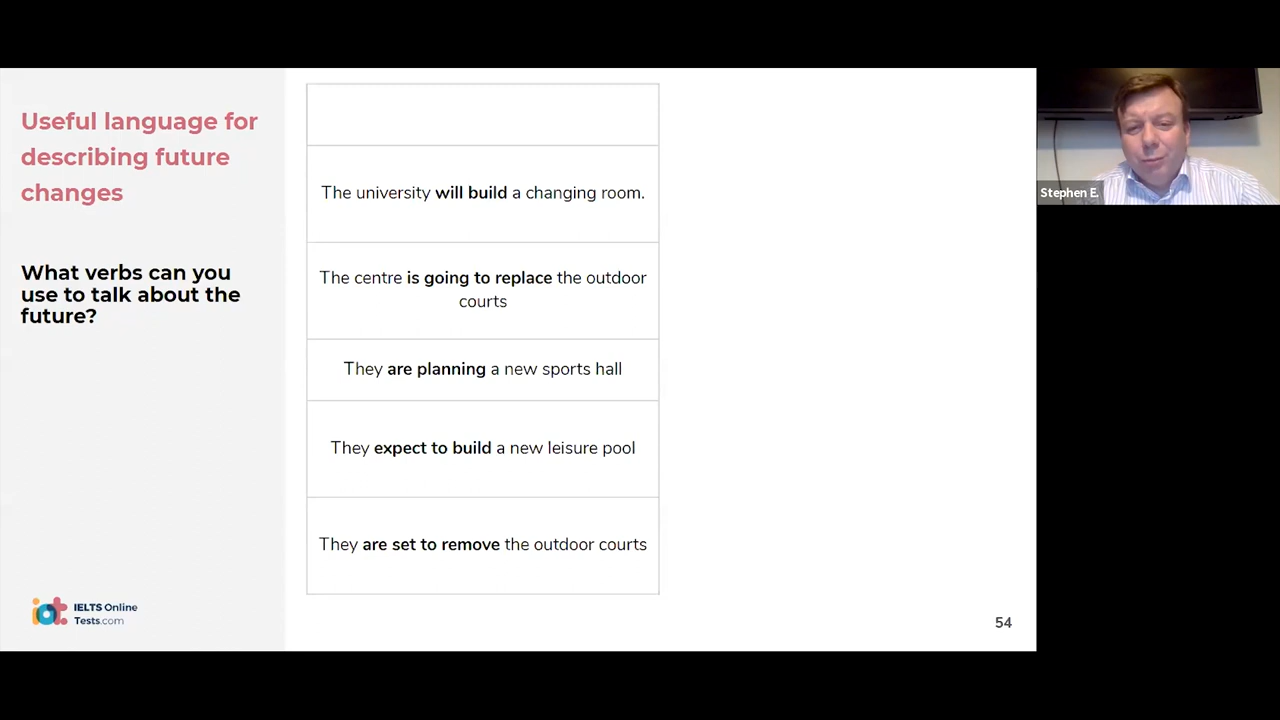 Useful language for
describing future
changes
What verbs can you
use to talk about the
future?
The university will build a changing room.
The centre is going to replace the outdoor
courts
They are planning a new sports hall
They expect to build a new leisure pool
They are set to remove the outdoor courts
iot.
IELTS Online
Tests.com
54
Stephen E.